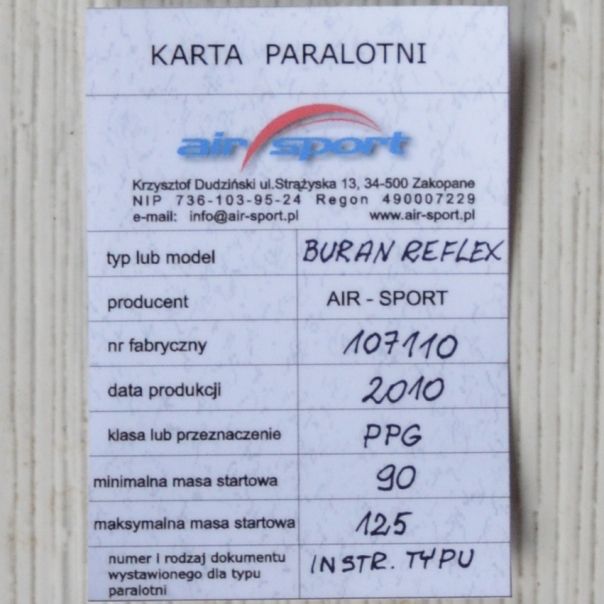 KARTA PARALOTNI
air sport
Krzysztof Dudziński ul.Strążyska 13, 34-500 Zakopane
NIP 736-103-95-24 Regon 490007229
e-mail: info@air-sport.pl www.air-sport.pl
typ lub model BURAN REFLEX
producent AIR - SPORT
nr fabryczny 107110
data produkcji 2010
klasa lub przeznaczenie PPG
minimalna masa startowa 90
maksymalna masa startowa 125
numer i rodzaj dokumentu INSTR. TYPU
wystawionego dla typu
paralotni